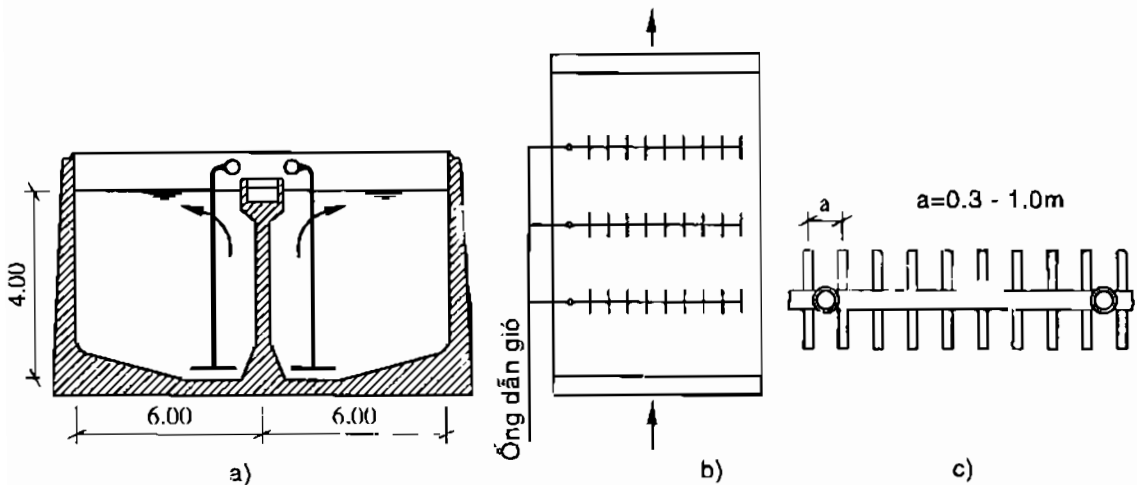 4.00
6.00
6.00
a)
Ống dẫn gió
b)
a
a=0.3 - 1.0m
c)